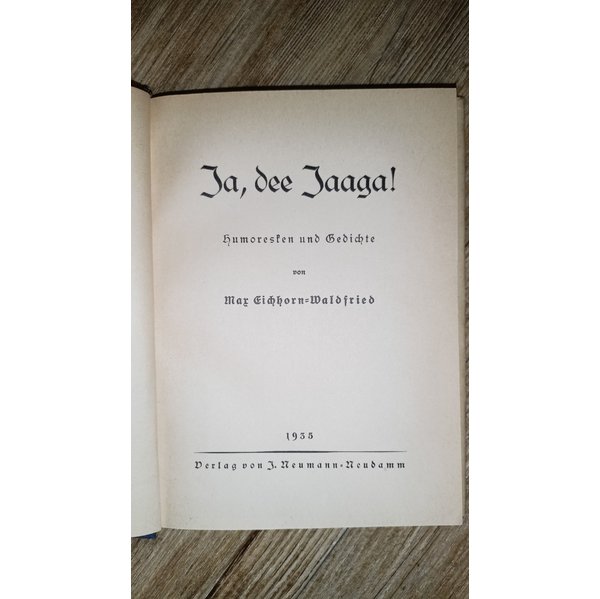 Ja, dee Jaaga!
Humoresken und Gedichte
von
Max Eichhorn=Waldfried
1935
Verlag von J. Neumann=Neudamm